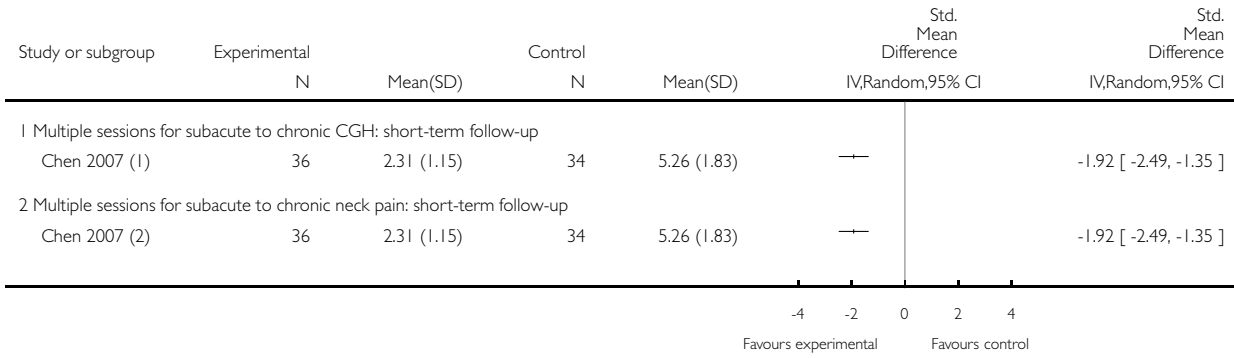 Std. Std.
Mean Mean
Study or subgroup Experimental Control Difference Difference
N Mean(SD) N Mean(SD) IV,Random,95% CI IV,Random,95% CI
1 Multiple sessions for subacute to chronic CGH: short-term follow-up
Chen 2007 (1) 36 2.31 (1.15) 34 5.26 (1.83) -1.92 [ -2.49, -1.35 ]
2 Multiple sessions for subacute to chronic neck pain: short-term follow-up
Chen 2007 (2) 36 2.31 (1.15) 34 5.26 (1.83) -1.92 [ -2.49, -1.35 ]
-4 -2 0 2 4
Favours experimental Favours control